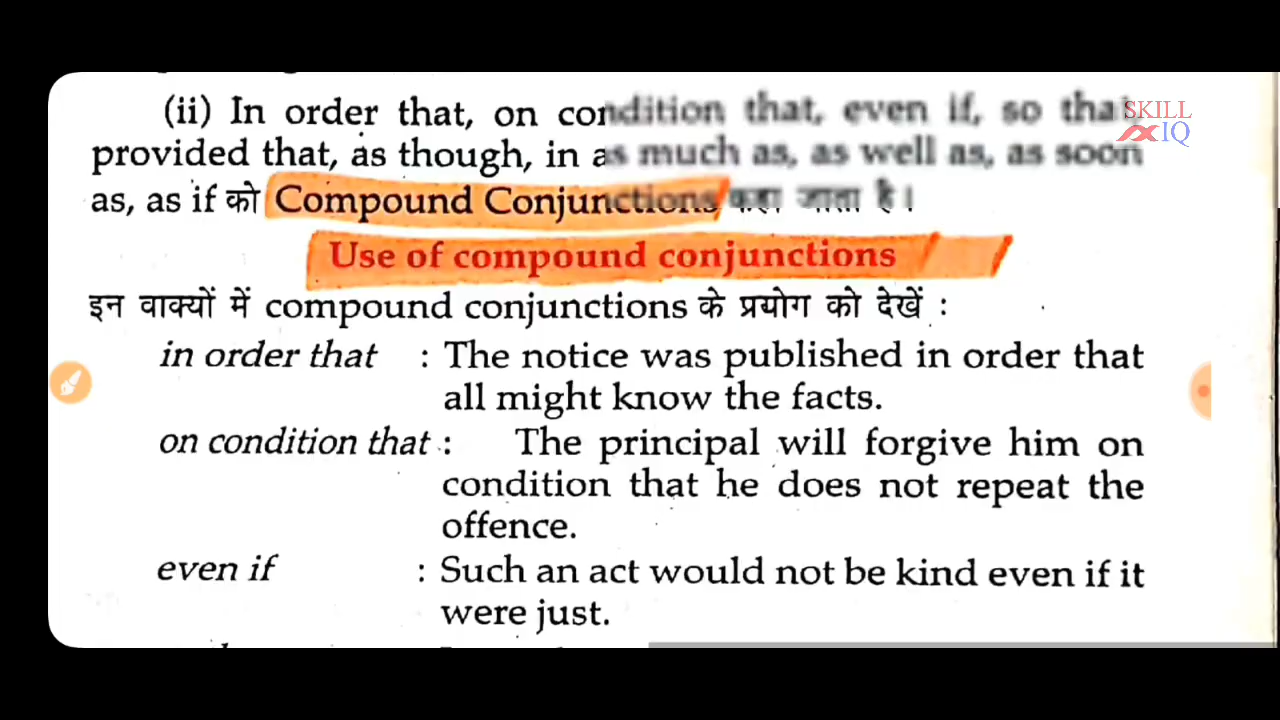 SKILL
IQ
(ii) In order that, on condition that, even if, so that,
provided that, as though, in as much as, as well as, as soon
as, as if को Compound Conjunctions कहा जाता है।
Use of compound conjunctions
इन वाक्यों में compound conjunctions के प्रयोग को देखें :
in order that : The notice was published in order that
all might know the facts.
on condition that : The principal will forgive him on
condition that he does not repeat the
offence.
even if : Such an act would not be kind even if it
were just.